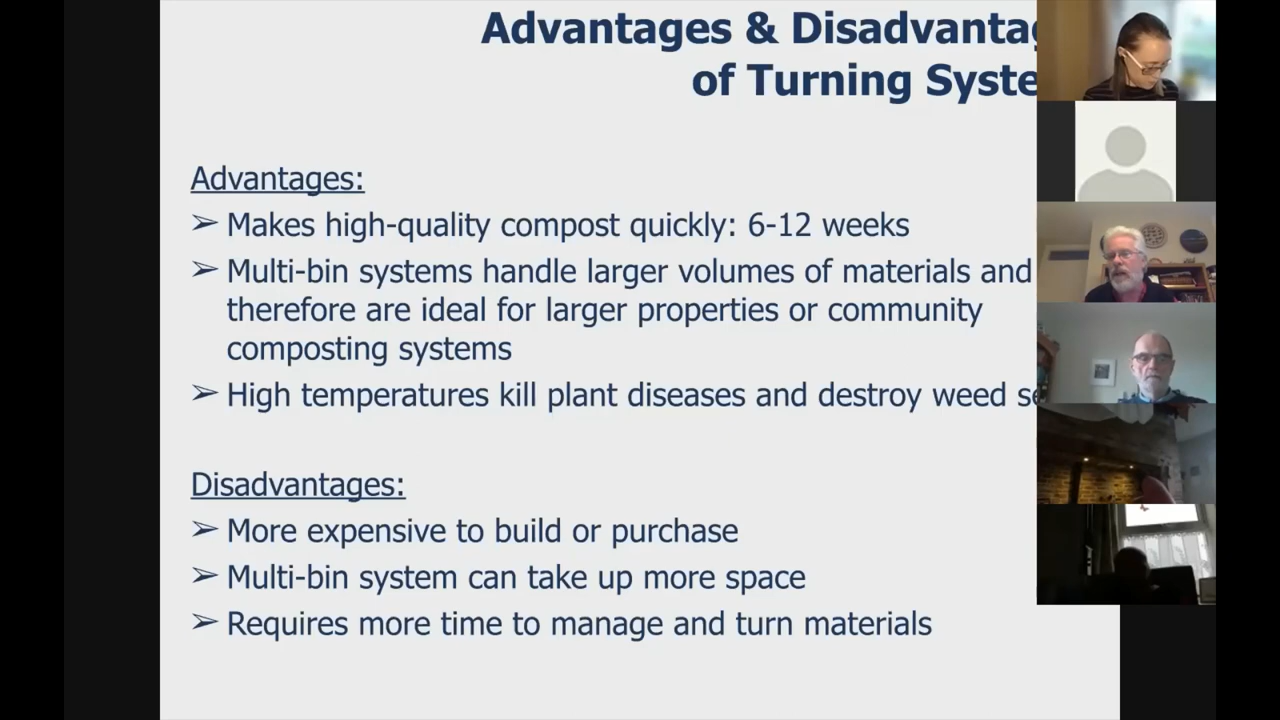 Advantages & Disadvanta
of Turning Syste
Advantages:
➢ Makes high-quality compost quickly: 6-12 weeks
➢ Multi-bin systems handle larger volumes of materials and
therefore are ideal for larger properties or community
composting systems
➢ High temperatures kill plant diseases and destroy weed
Disadvantages:
➢ More expensive to build or purchase
➢ Multi-bin system can take up more space
➢ Requires more time to manage and turn materials